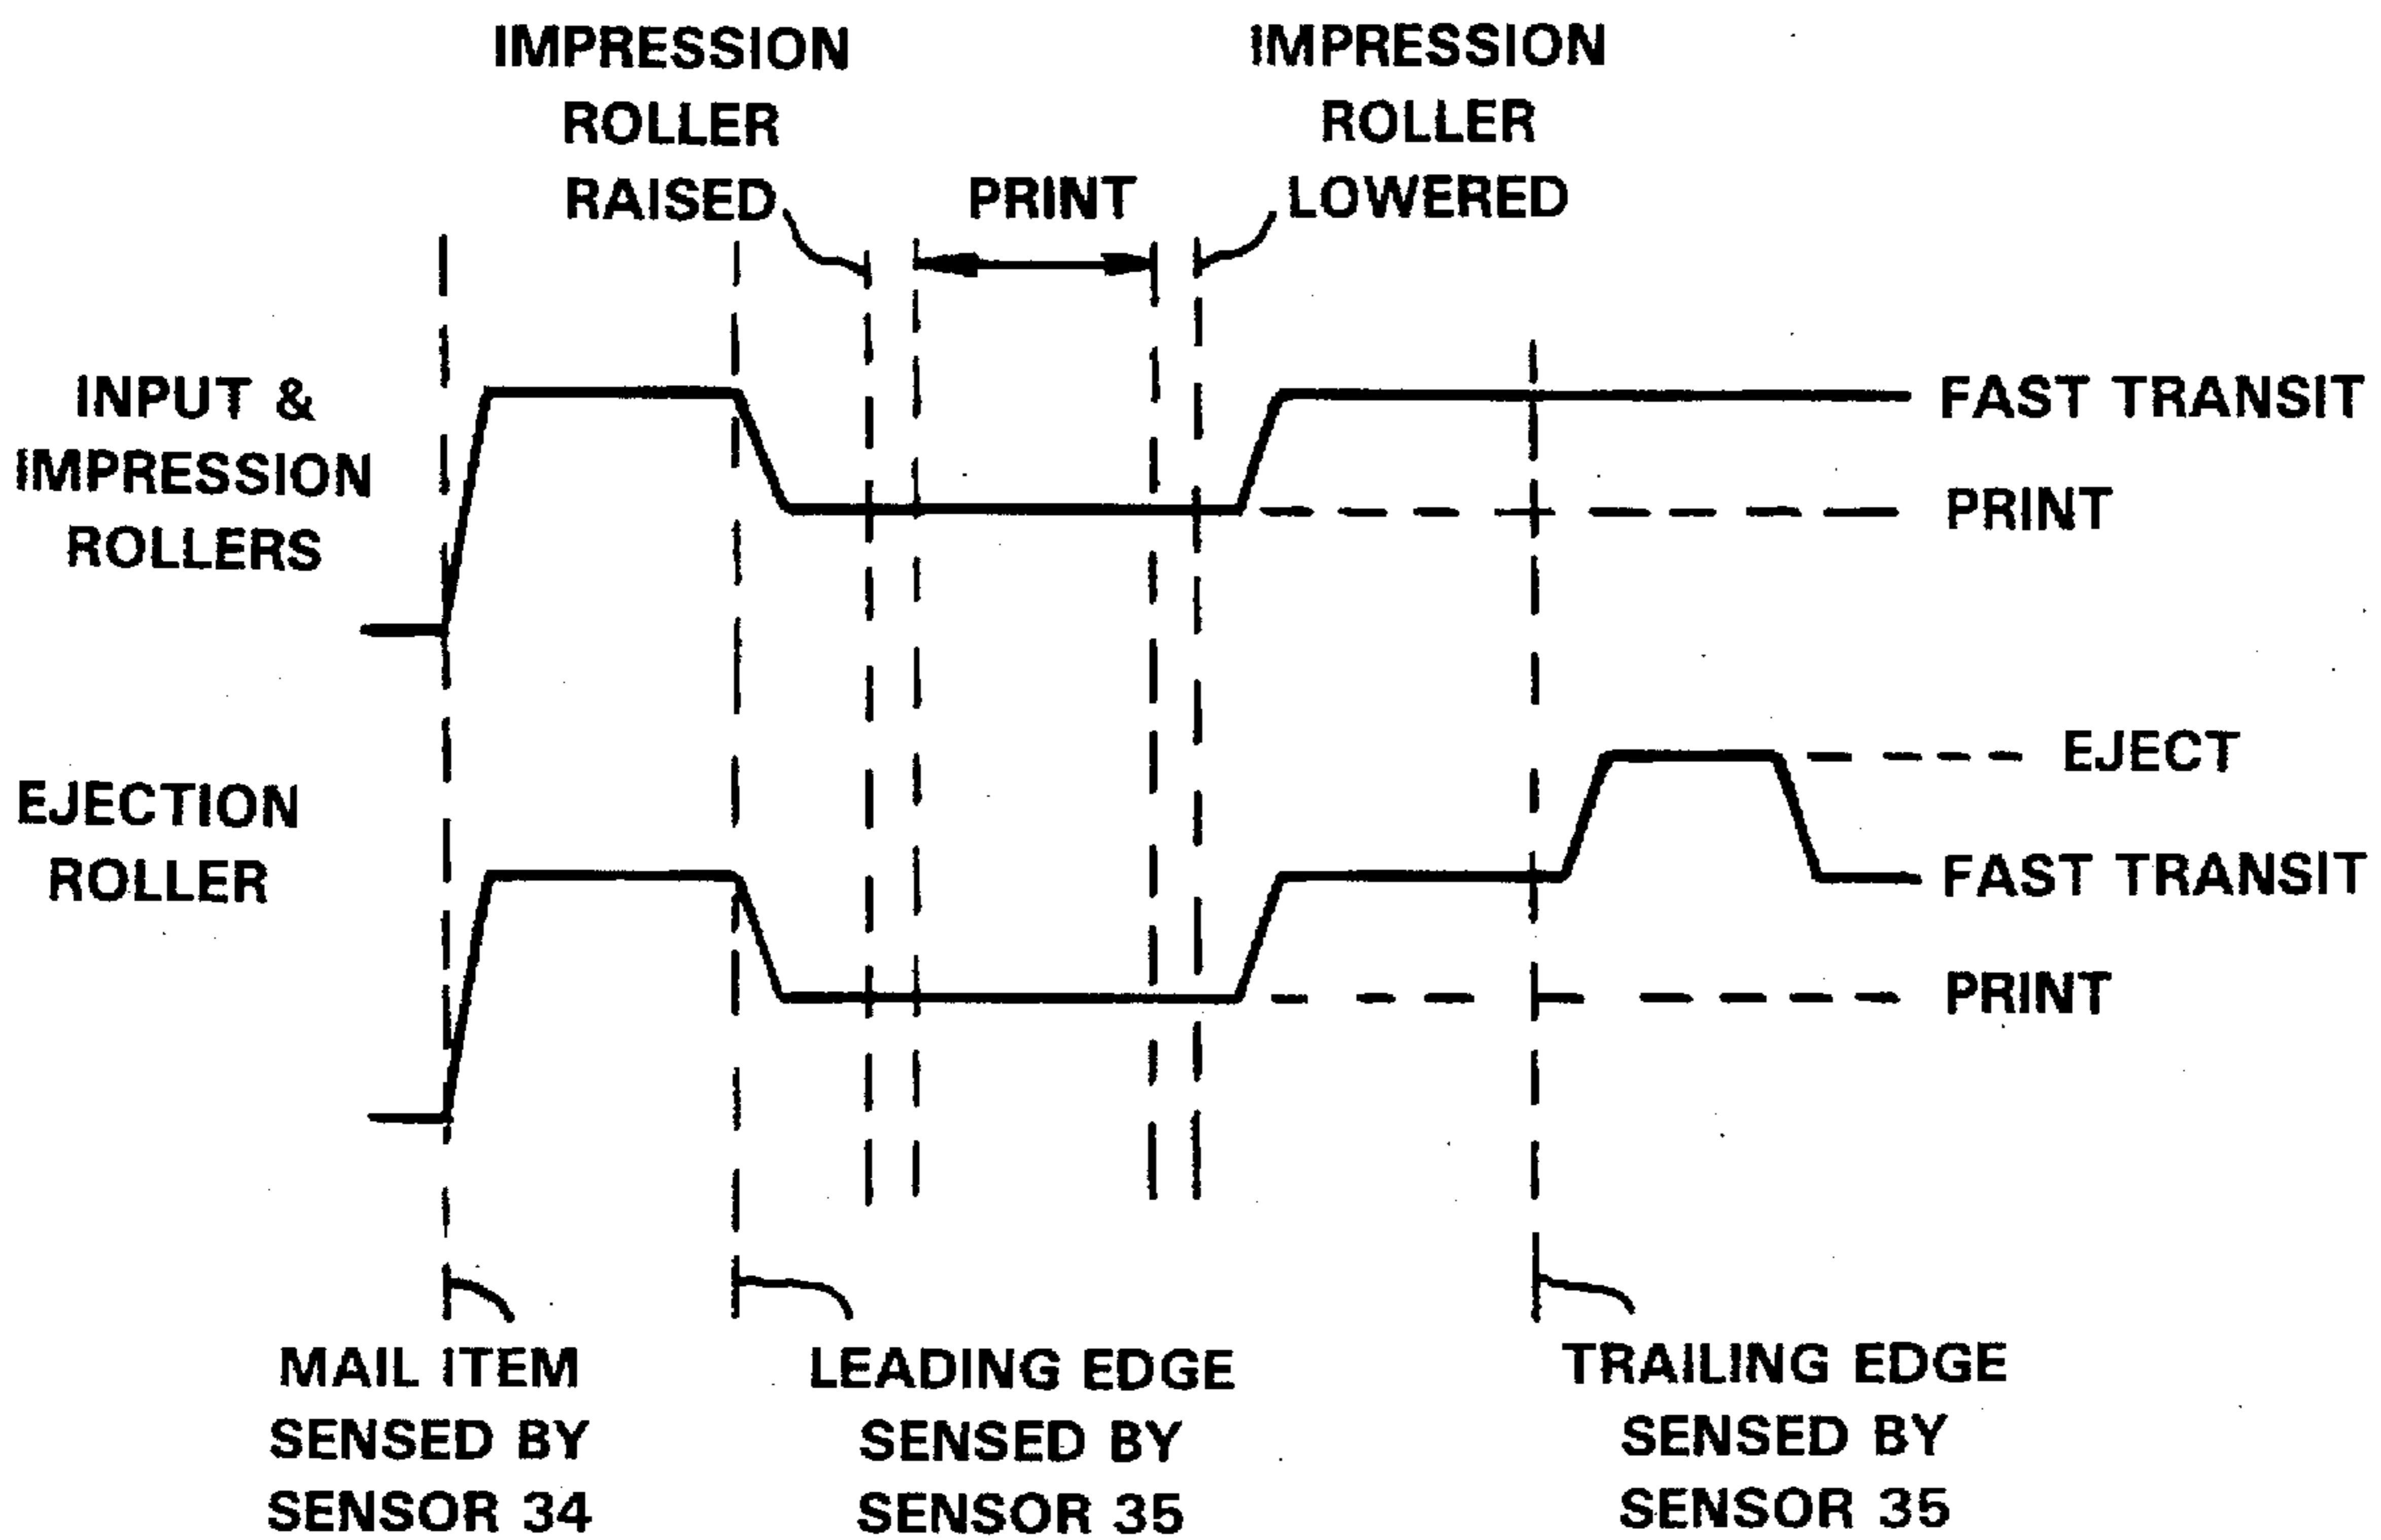 IMPRESSION
ROLLER
RAISED
PRINT
IMPRESSION
ROLLER
LOWERED
INPUT &
IMPRESSION
ROLLERS
FAST TRANSIT
PRINT
EJECTION
ROLLER
EJECT
FAST TRANSIT
PRINT
MAIL ITEM
SENSED BY
SENSOR 34
LEADING EDGE
SENSED BY
SENSOR 35
TRAILING EDGE
SENSED BY
SENSOR 35